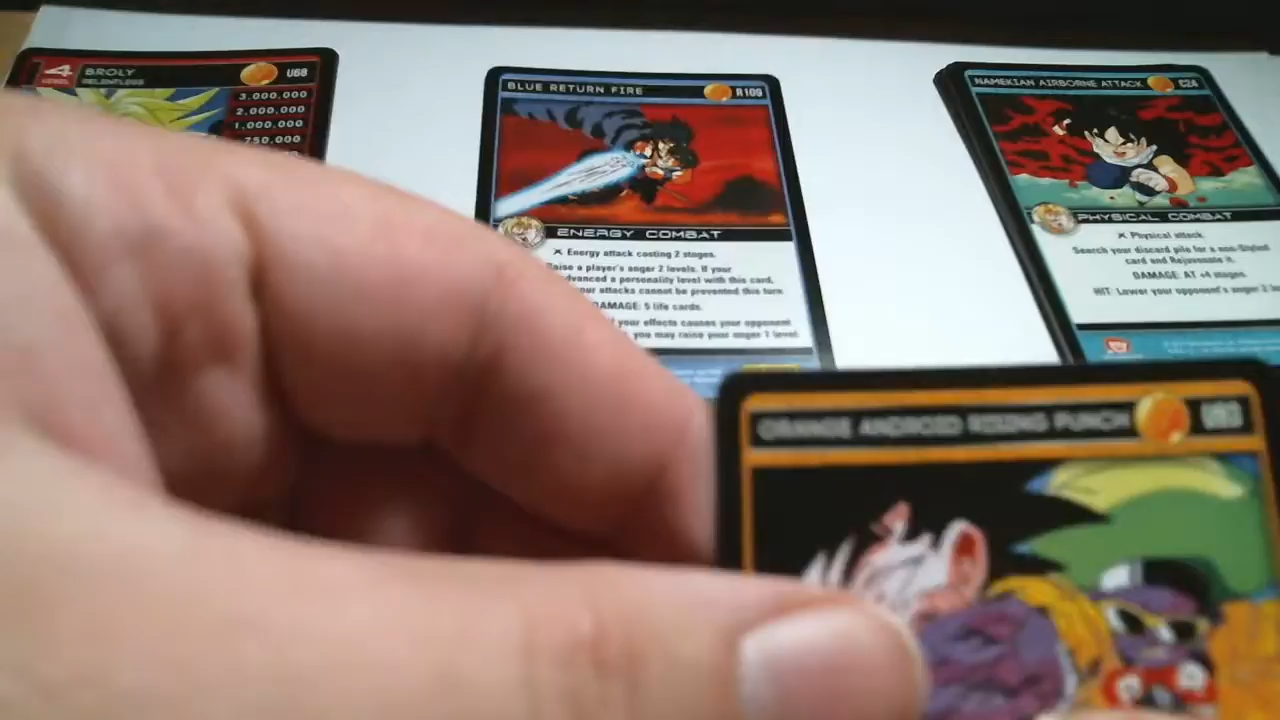 4 BROLY U68
LEVEL RELENTLESS
3,000,000
2,000,000
1,000,000
750,000
BLUE RETURN FIRE R109
ENERGY COMBAT
Energy attack costing 2 stages.
Raise a player's anger 2 levels. If your
advanced a personality level with this card,
your attacks cannot be prevented this turn
DAMAGE: 5 life cards.
your effects causes your opponent
you may raise your anger 1 level
NAMEKIAN AIRBORNE ATTACK C24
PHYSICAL COMBAT
Physical attack.
Search your discard pile for a non-Styled
card and Rejuvenate it.
DAMAGE: AT +4 stages.
HIT: Lower your opponent's anger
ORANGE ANDROID RISING PUNCH